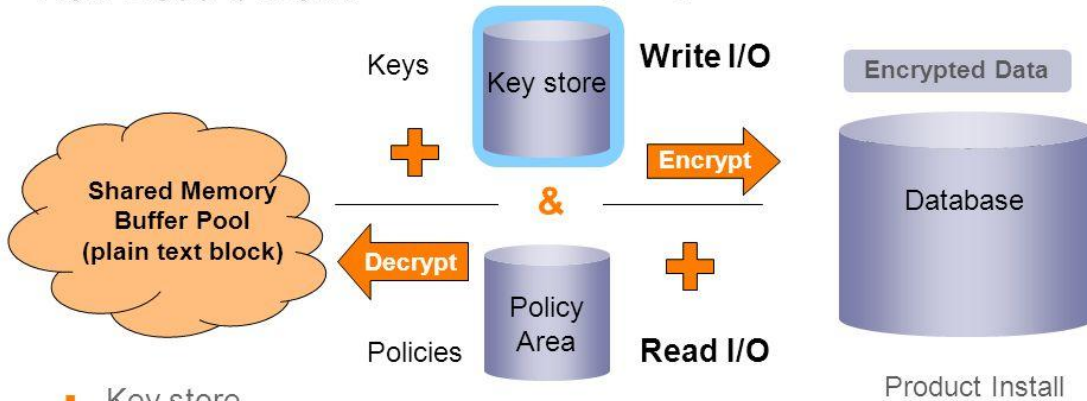 Keys
Key store
Write I/O
Encrypted Data
Shared Memory
Buffer Pool
(plain text block)
Encrypt
&
Database
Decrypt
Policy
Area
Policies
Read I/O
Key store
Product Install